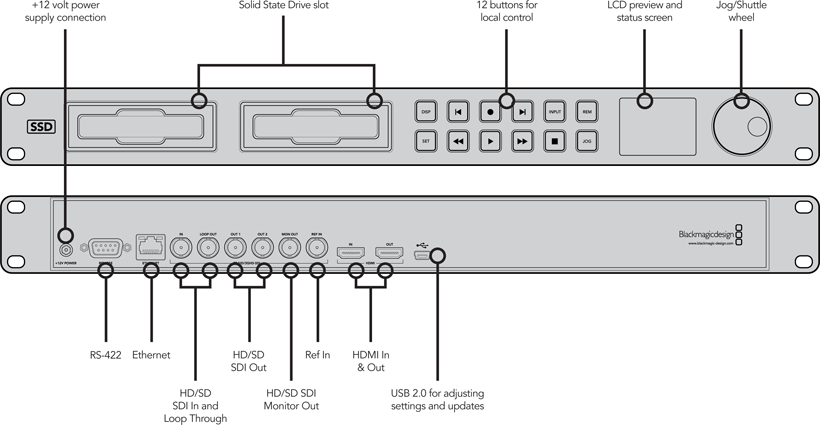 +12 volt power
supply connection
Solid State Drive slot
12 buttons for
local control
LCD preview and
status screen
Jog/Shuttle
wheel
SSD
DISP
INPUT
REM
SET
JOG
IN
LOOP OUT
OUT 1
OUT 2
MON OUT
REF IN
IN
OUT
+12V POWER
HDMI
Blackmagicdesign
www.blackmagic-design.com
RS-422
Ethernet
HD/SD
SDI Out
Ref In
HDMI In
& Out
HD/SD
SDI In and
Loop Through
HD/SD SDI
Monitor Out
USB 2.0 for adjusting
settings and updates